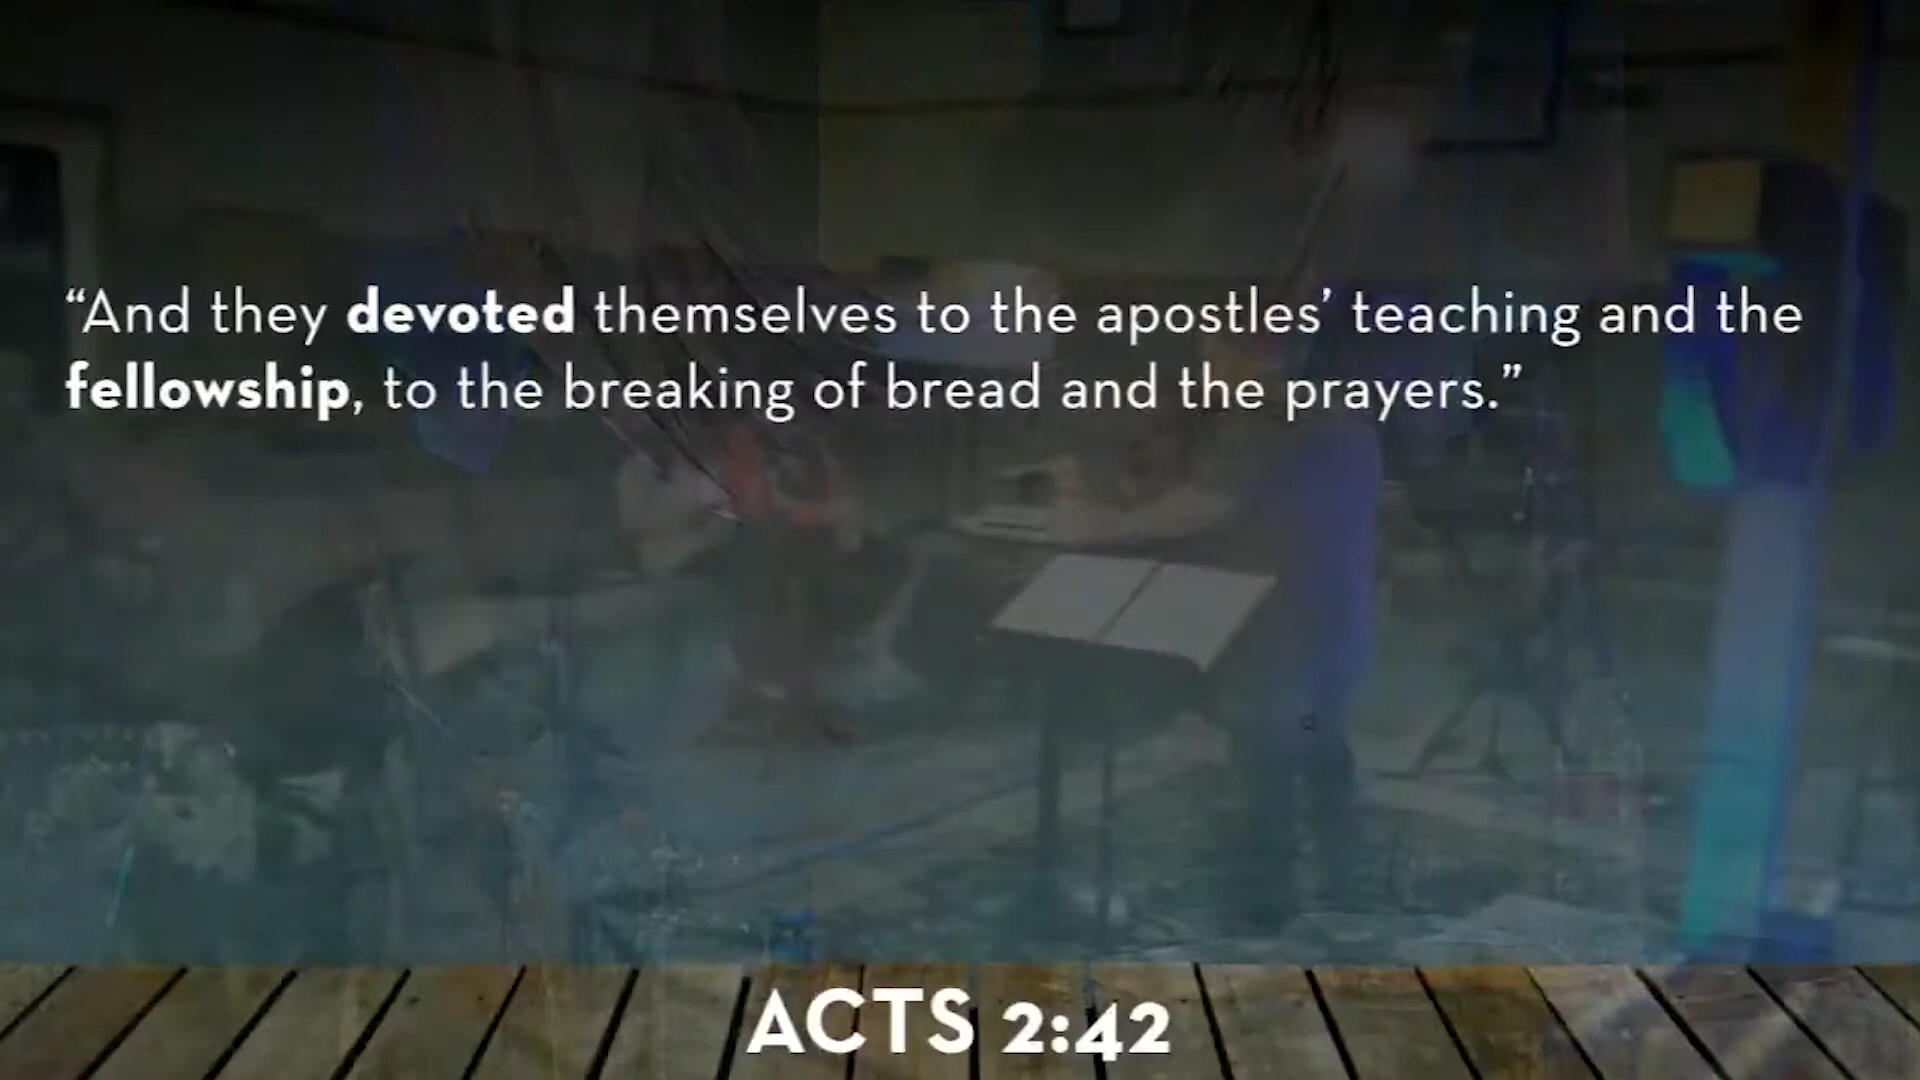 “And they devoted themselves to the apostles’ teaching and the
fellowship, to the breaking of bread and the prayers.”
ACTS 2:42